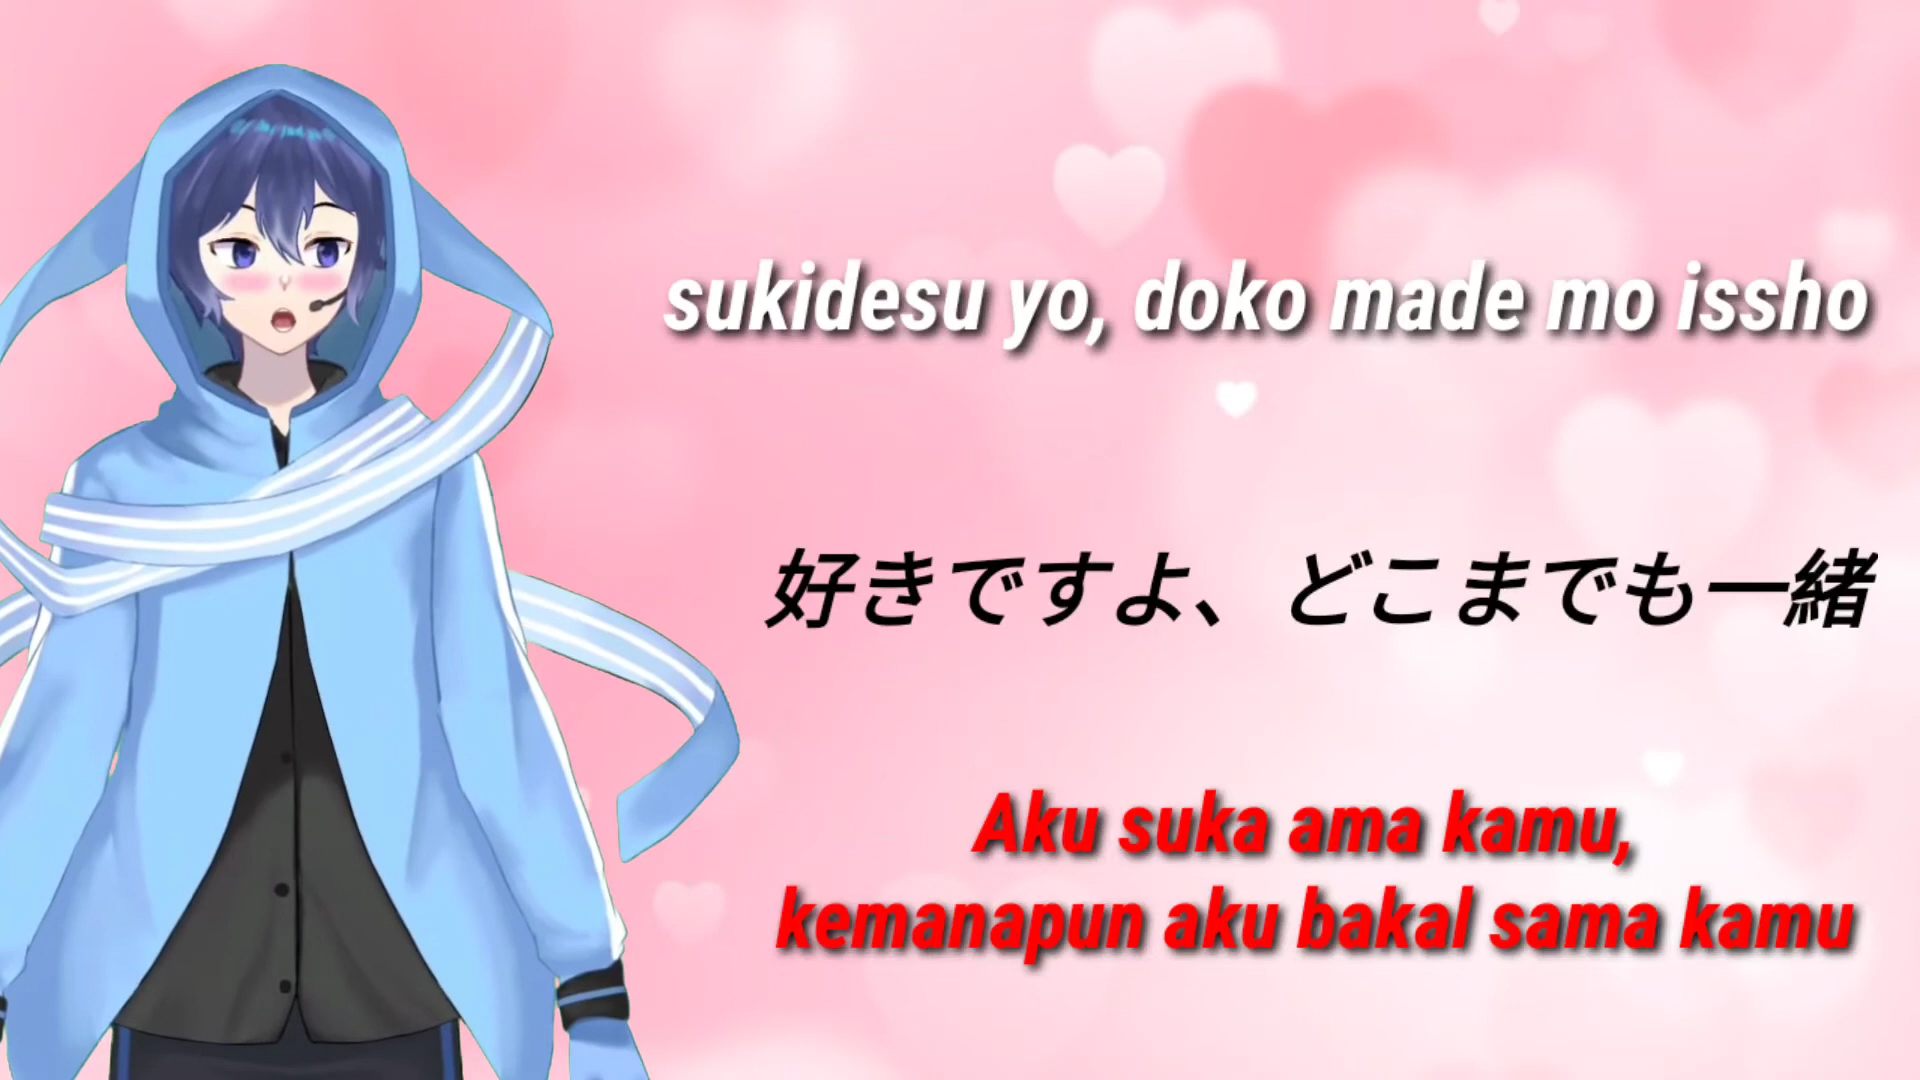 sukidesu yo, doko made mo issho
好きですよ、どこまでも一緒
Aku suka ama kamu,
kemanapun aku bakal sama kamu